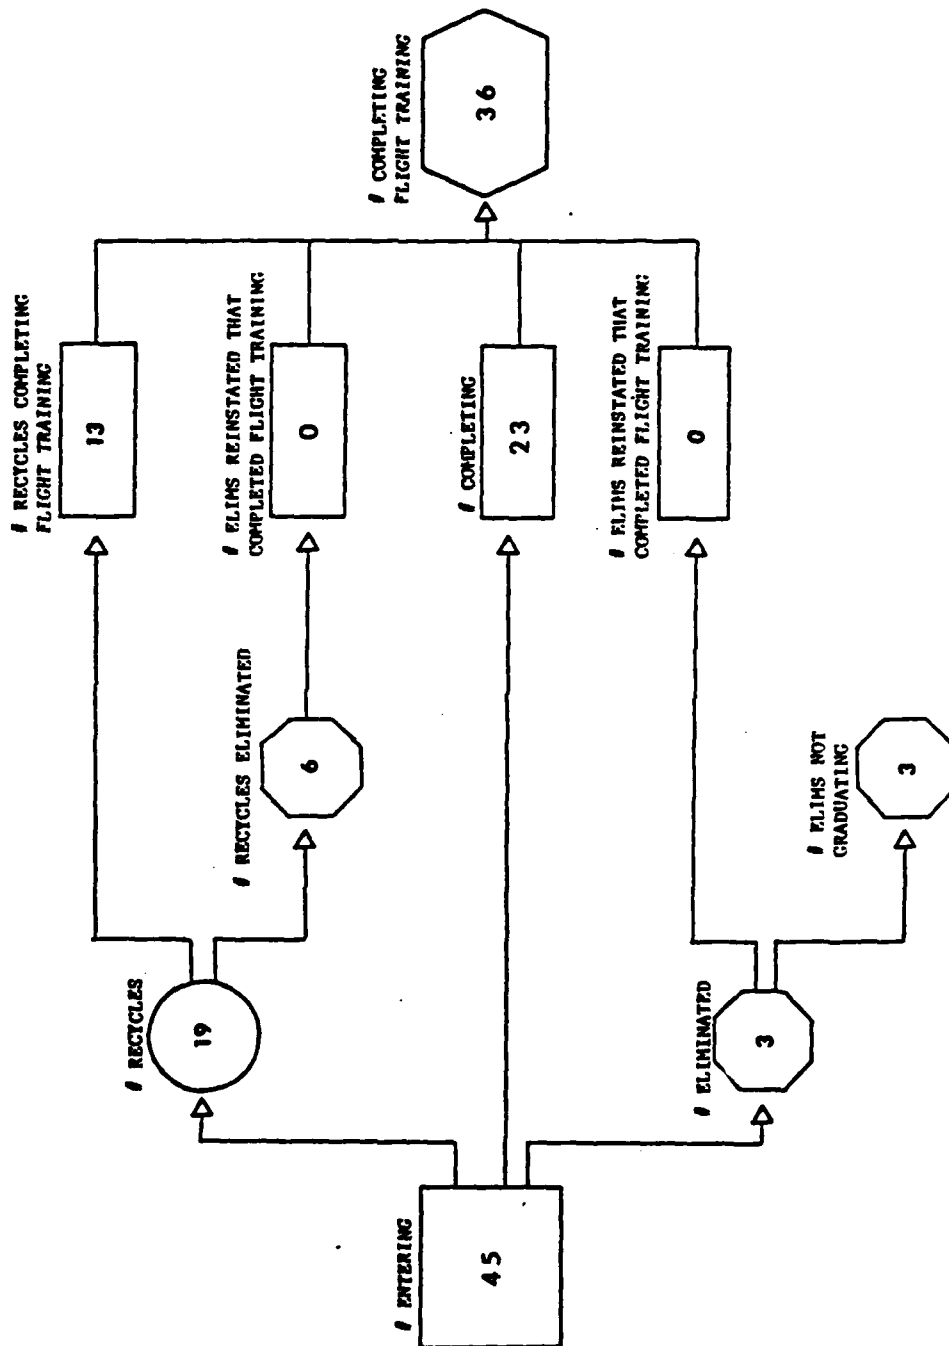 # ENTERING
45
# RECYCLES
19
# ELIMINATED
3
# RECYCLES ELIMINATED
6
# ELIMS NOT
GRADUATING
3
# RECYCLES COMPLETING
FLIGHT TRAINING
13
# ELIMS REINSTATED THAT
COMPLETED FLIGHT TRAINING
0
# COMPLETING
23
# ELIMS REINSTATED THAT
COMPLETED FLIGHT TRAINING
0
# COMPLETING
FLIGHT TRAINING
36